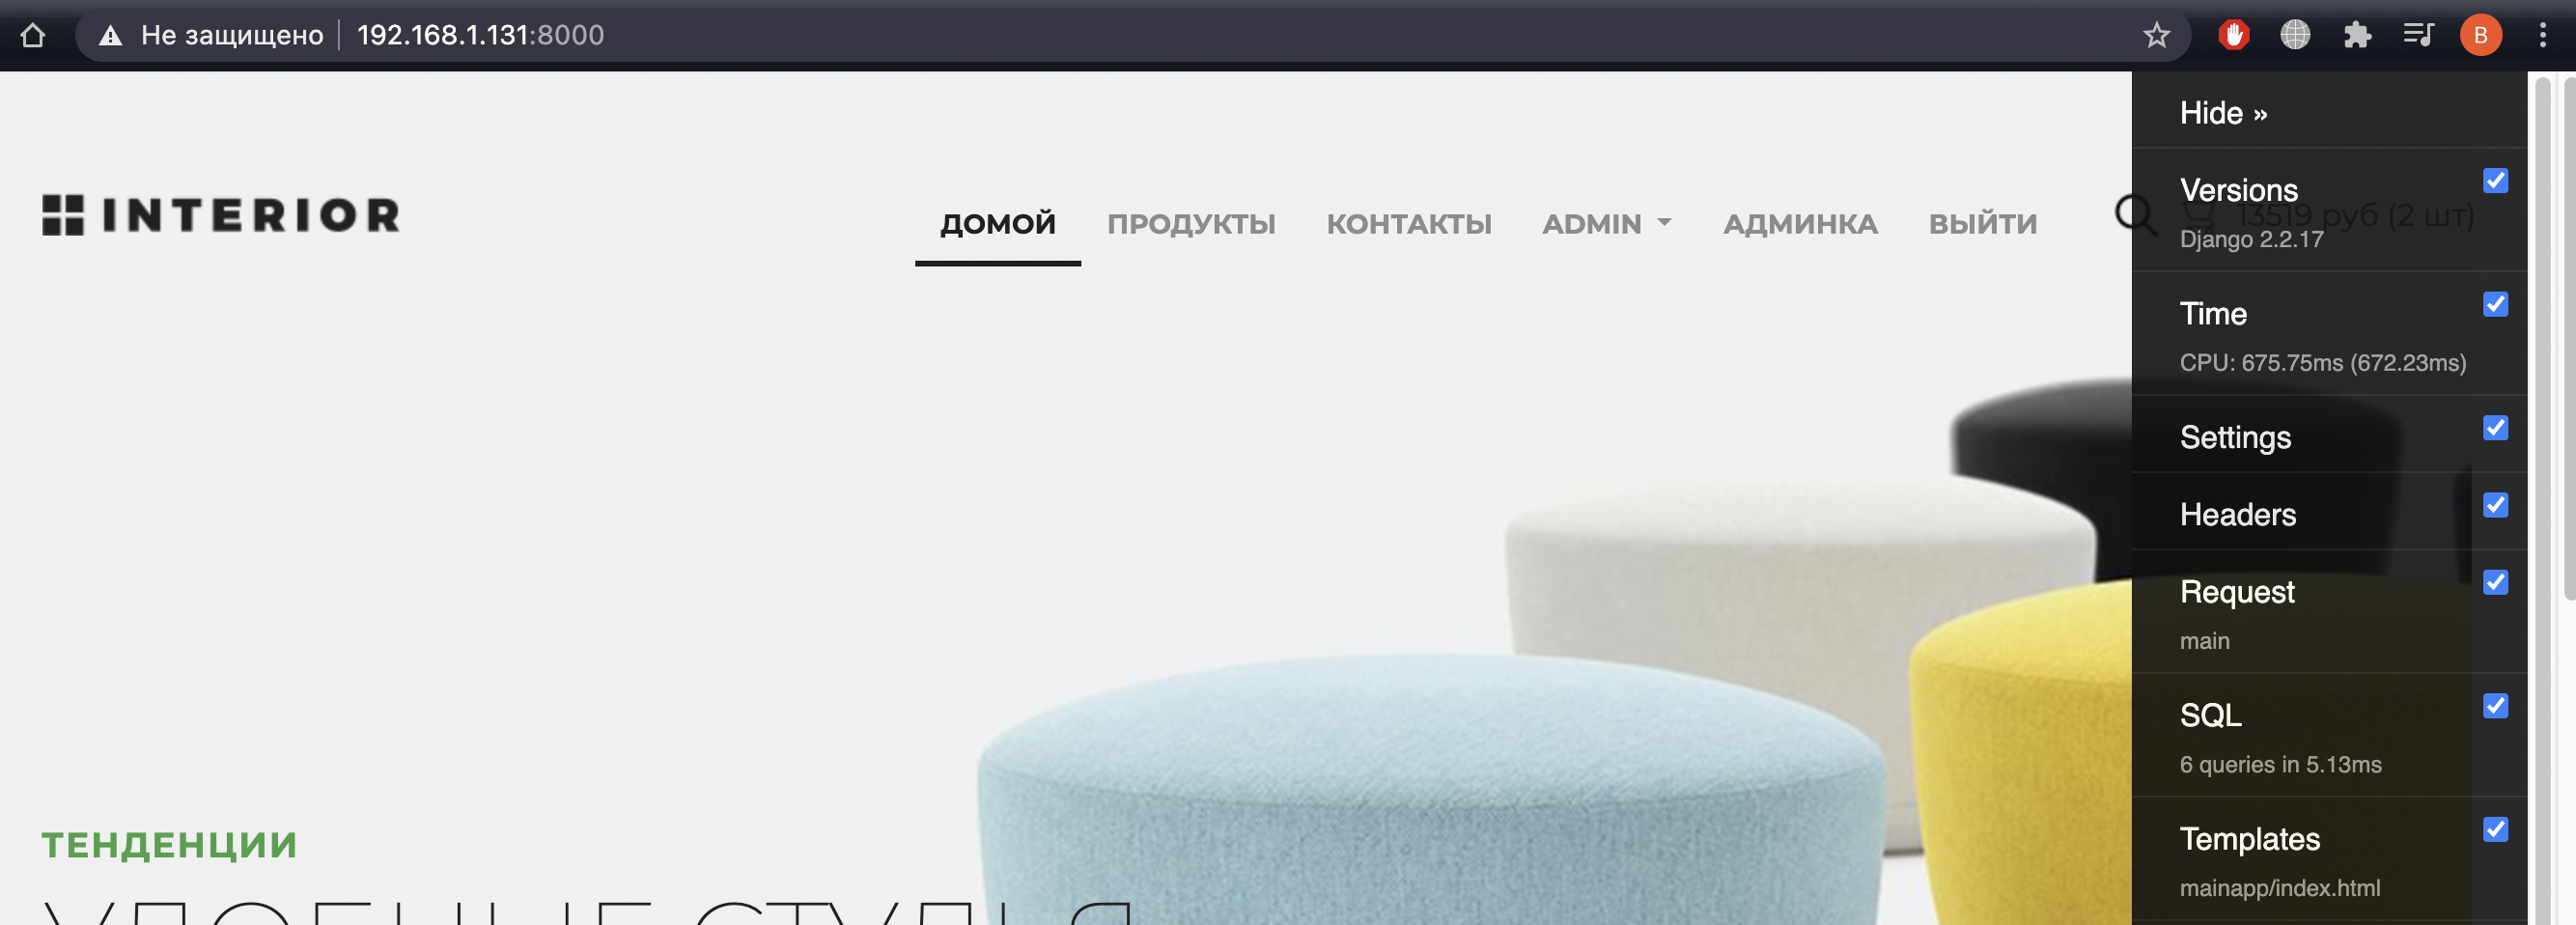 Не защищено 192.168.1.131:8000
B
INTERIOR
ДОМОЙ ПРОДУКТЫ КОНТАКТЫ ADMIN АДМИНКА ВЫЙТИ
13519 руб (2 шт)
Hide »
Versions
Django 2.2.17
Time
CPU: 675.75ms (672.23ms)
Settings
Headers
Request
main
SQL
6 queries in 5.13ms
Templates
mainapp/index.html
ТЕНДЕНЦИИ
УДОБНЫЕ СТУЛЬЯ